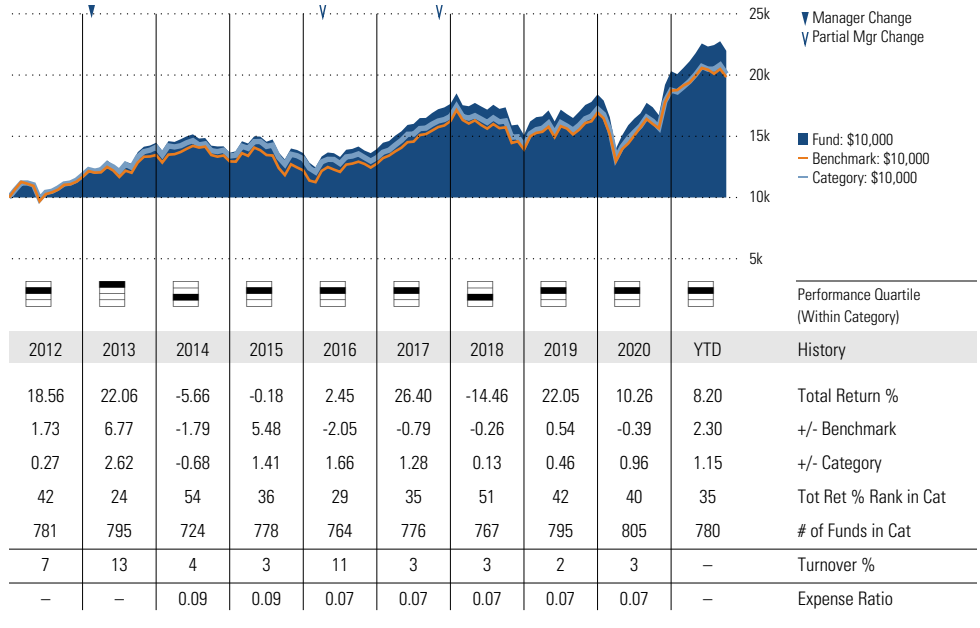 25k
20k
15k
10k
5k
Manager Change
Partial Mgr Change
Fund: $10,000
Benchmark: $10,000
Category: $10,000
Performance Quartile
(Within Category)
2012 2013 2014 2015 2016 2017 2018 2019 2020 YTD History
18.56 22.06 -5.66 -0.18 2.45 26.40 -14.46 22.05 10.26 8.20 Total Return %
1.73 6.77 -1.79 5.48 -2.05 -0.79 -0.26 0.54 -0.39 2.30 +/- Benchmark
0.27 2.62 -0.68 1.41 1.66 1.28 0.13 0.46 0.96 1.15 +/- Category
42 24 54 36 29 35 51 42 40 35 Tot Ret % Rank in Cat
781 795 724 778 764 776 767 795 805 780 # of Funds in Cat
7 13 4 3 11 3 3 2 3 – Turnover %
– – 0.09 0.09 0.07 0.07 0.07 0.07 0.07 – Expense Ratio